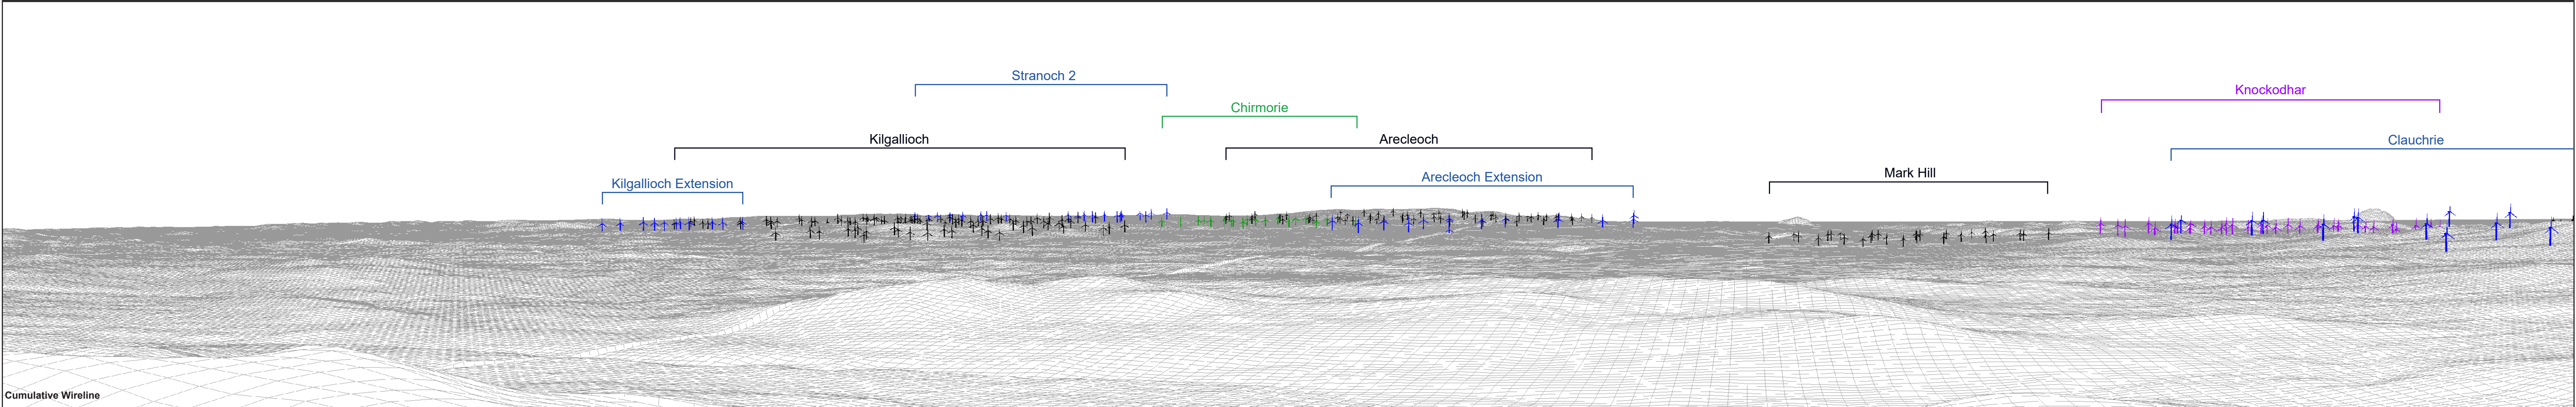 Stranoch 2
Knockodhar
Chirmorie
Kilgallioch
Arecleoch
Clauchrie
Mark Hill
Arecleoch Extension
Kilgallioch Extension
Cumulative Wireline